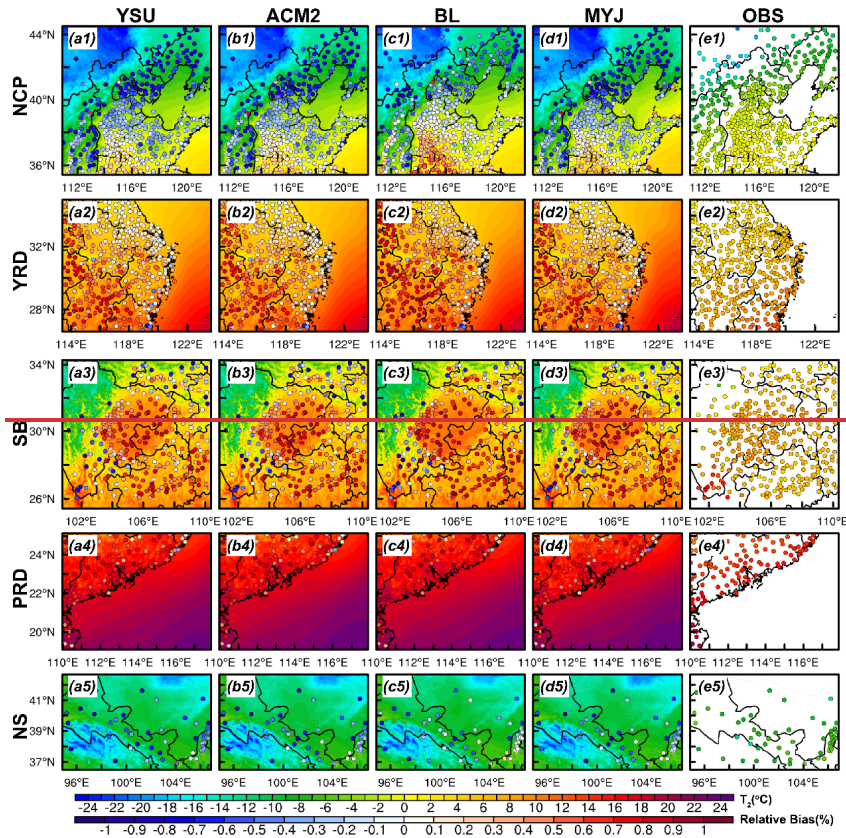 YSU ACM2 BL MYJ OBS
NCP
44°N (a1) (b1) (c1) (d1) (e1)
40°N
36°N
112°E 116°E 120°E 112°E 116°E 120°E 112°E 116°E 120°E 112°E 116°E 120°E 112°E 116°E 120°E
YRD
(a2) (b2) (c2) (d2) (e2)
32°N
28°N
114°E 118°E 122°E 114°E 118°E 122°E 114°E 118°E 122°E 114°E 118°E 122°E 114°E 118°E 122°E
SB
34°N (a3) (b3) (c3) (d3) (e3)
30°N
26°N
102°E 106°E 110°E 102°E 106°E 110°E 102°E 106°E 110°E 102°E 106°E 110°E 102°E 106°E 110°E
PRD
(a4) (b4) (c4) (d4) (e4)
24°N
22°N
20°N
110°E 112°E 114°E 116°E 110°E 112°E 114°E 116°E 110°E 112°E 114°E 116°E 110°E 112°E 114°E 116°E 110°E 112°E 114°E 116°E
NS
(a5) (b5) (c5) (d5) (e5)
41°N
39°N
37°N
96°E 100°E 104°E 96°E 100°E 104°E 96°E 100°E 104°E 96°E 100°E 104°E 96°E 100°E 104°E
-24 -22 -20 -18 -16 -14 -12 -10 -8 -6 -4 -2 0 2 4 6 8 10 12 14 16 18 20 22 24 T₂(°C)
-1 -0.9 -0.8 -0.7 -0.6 -0.5 -0.4 -0.3 -0.2 -0.1 0 0.1 0.2 0.3 0.4 0.5 0.6 0.7 0.8 0.9 1 Relative Bias(%)